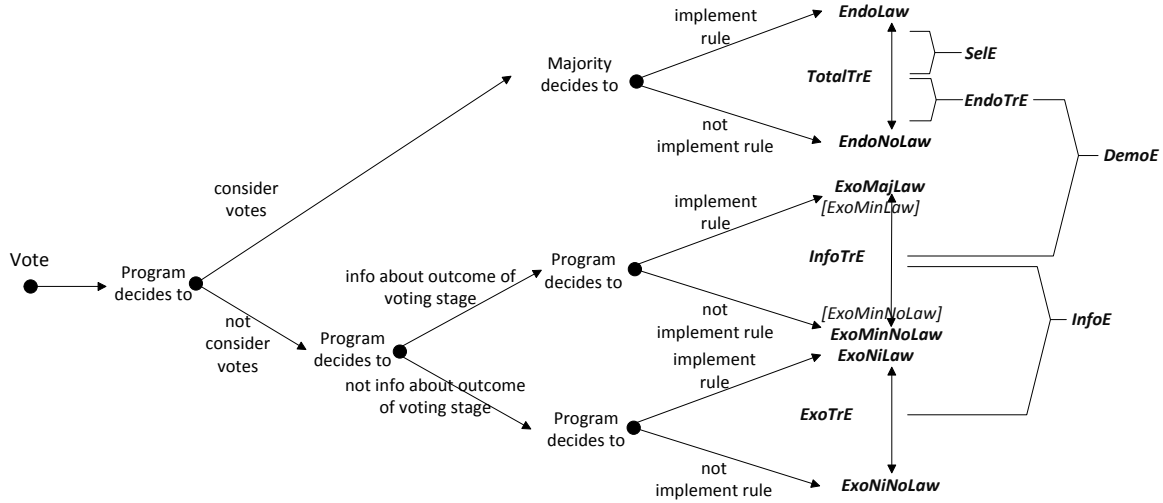 Vote
Program
decides to
consider
votes
not
consider
votes
Majority
decides to
implement
rule
not
implement rule
EndoLaw
TotalTrE
SelE
EndoTrE
EndoNoLaw
DemoE
Program
decides to
info about outcome of
voting stage
not info about outcome
of voting stage
Program
decides to
implement
rule
not
implement rule
ExoMajLaw
[ExoMinLaw]
InfoTrE
[ExoMinNoLaw]
ExoMinNoLaw
InfoE
Program
decides to
implement
rule
not
implement rule
ExoNiLaw
ExoTrE
ExoNiNoLaw